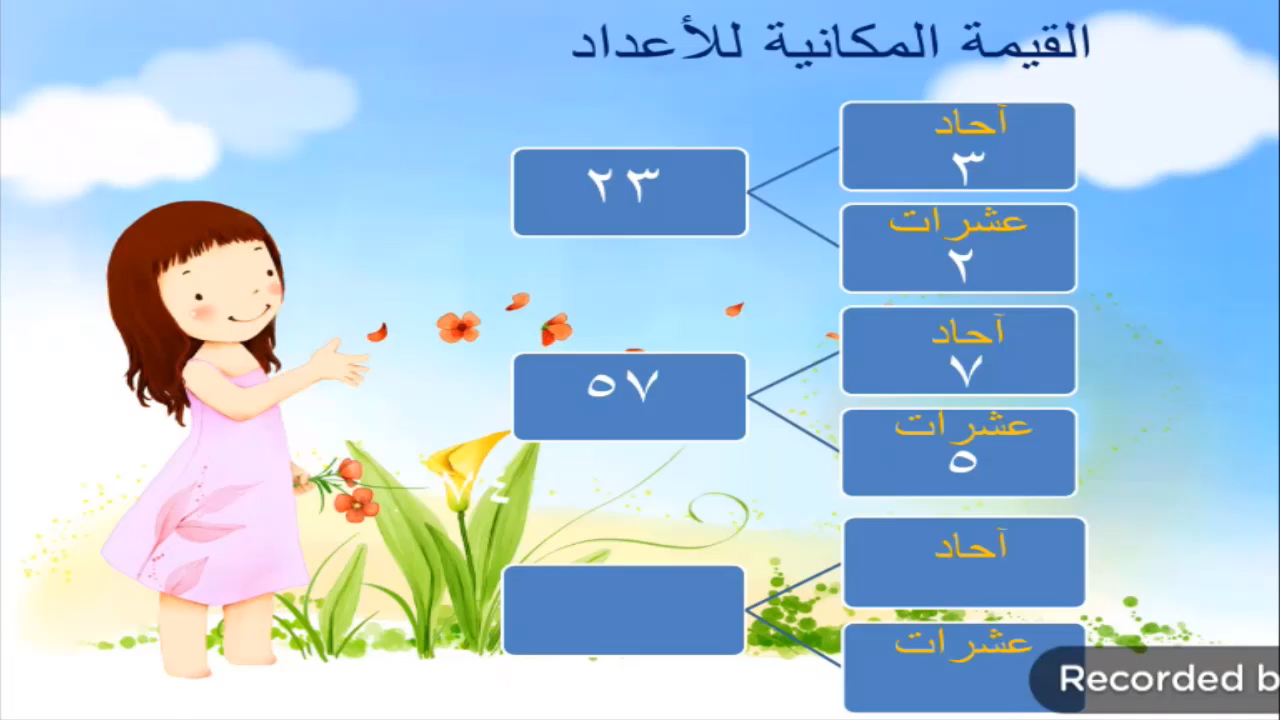 القيمة المكانية للأعداد
آحاد
٣
٢٣
عشرات
٢
آحاد
٧
٥٧
عشرات
٥
آحاد
عشرات
Recorded b